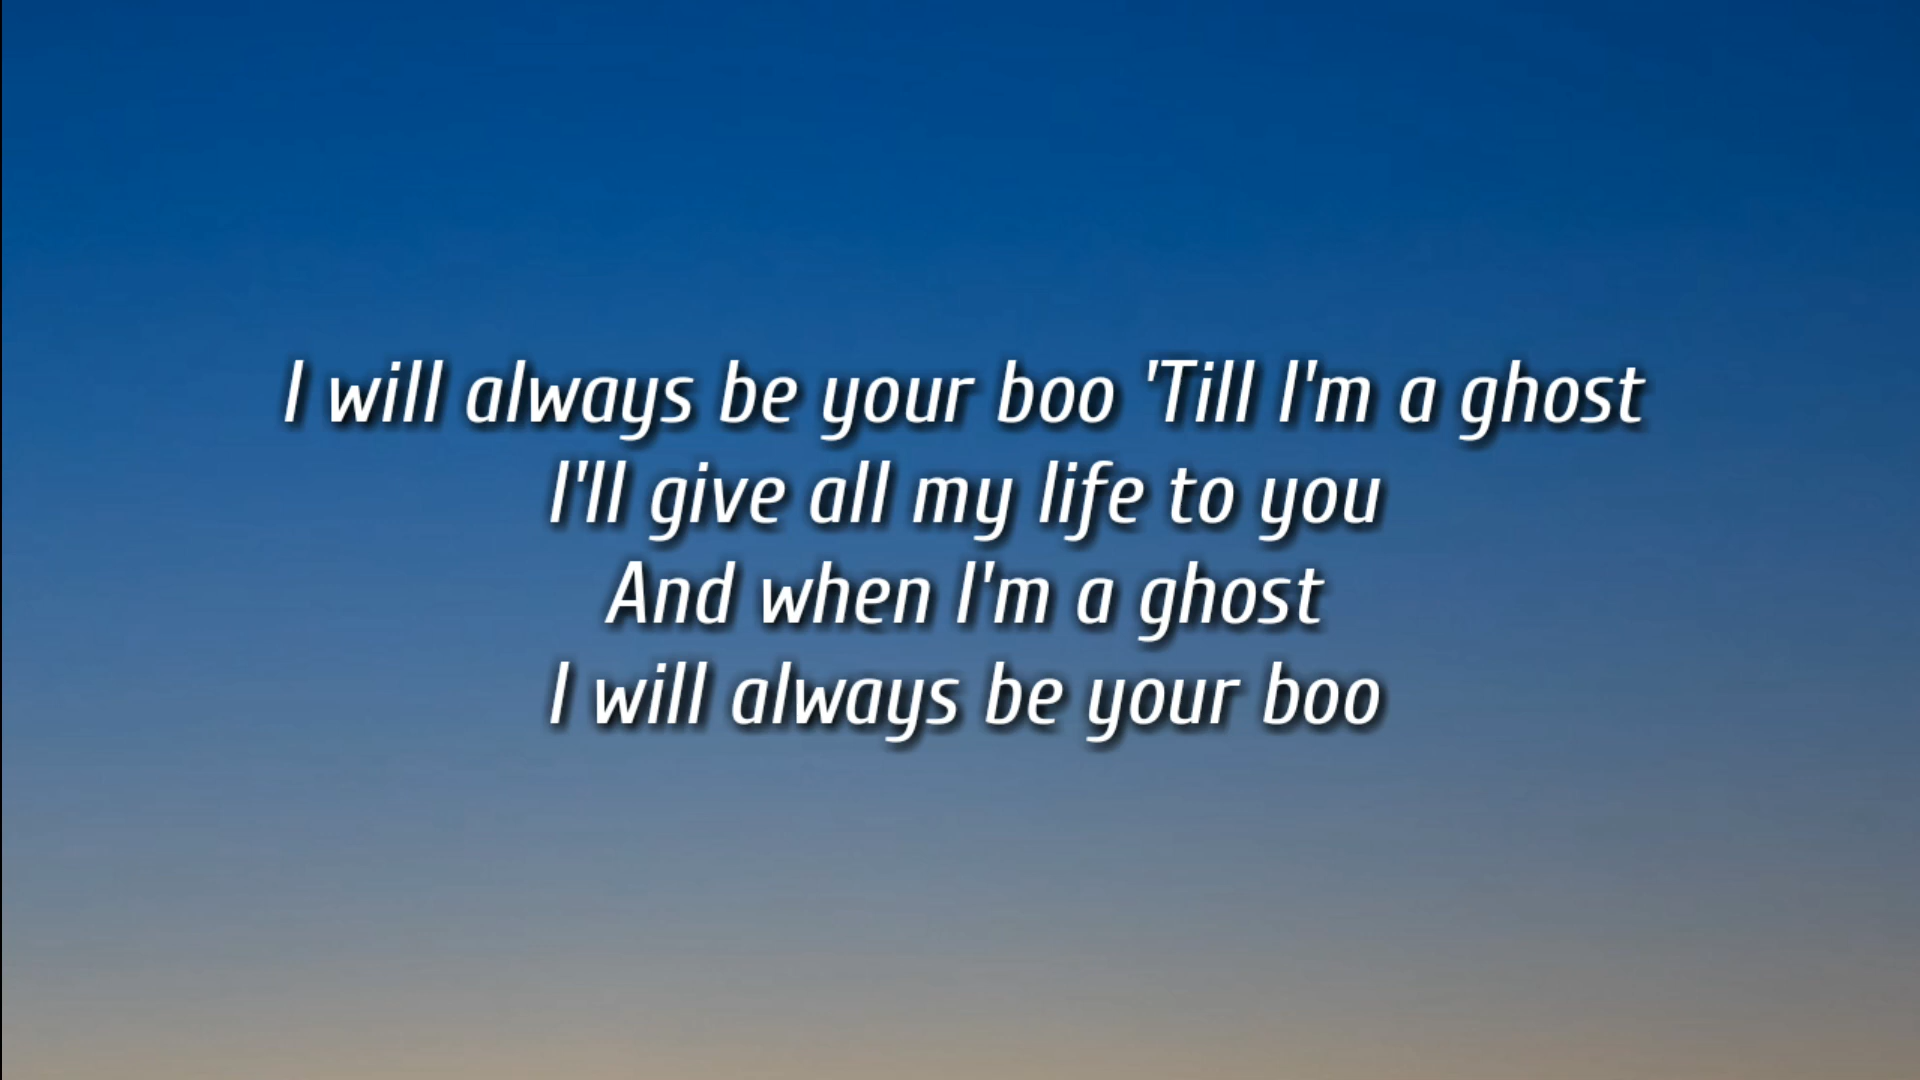 I will always be your boo 'Till I'm a ghost
I'll give all my life to you
And when I'm a ghost
I will always be your boo